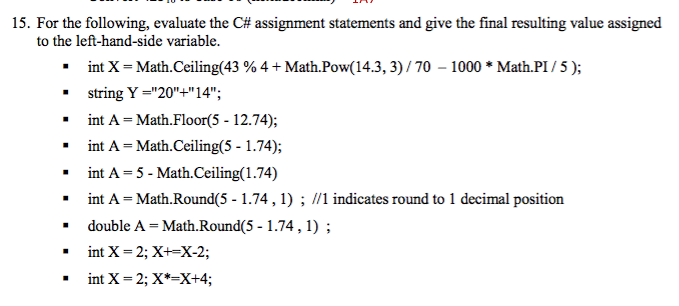 15. For the following, evaluate the C# assignment statements and give the final resulting value assigned
to the left-hand-side variable.
▪ int X = Math.Ceiling(43 % 4 + Math.Pow(14.3, 3) / 70 – 1000 * Math.PI / 5 );
▪ string Y ="20"+"14";
▪ int A = Math.Floor(5 - 12.74);
▪ int A = Math.Ceiling(5 - 1.74);
▪ int A = 5 - Math.Ceiling(1.74)
▪ int A = Math.Round(5 - 1.74 , 1) ; //1 indicates round to 1 decimal position
▪ double A = Math.Round(5 - 1.74 , 1) ;
▪ int X = 2; X+=X-2;
▪ int X = 2; X*=X+4;